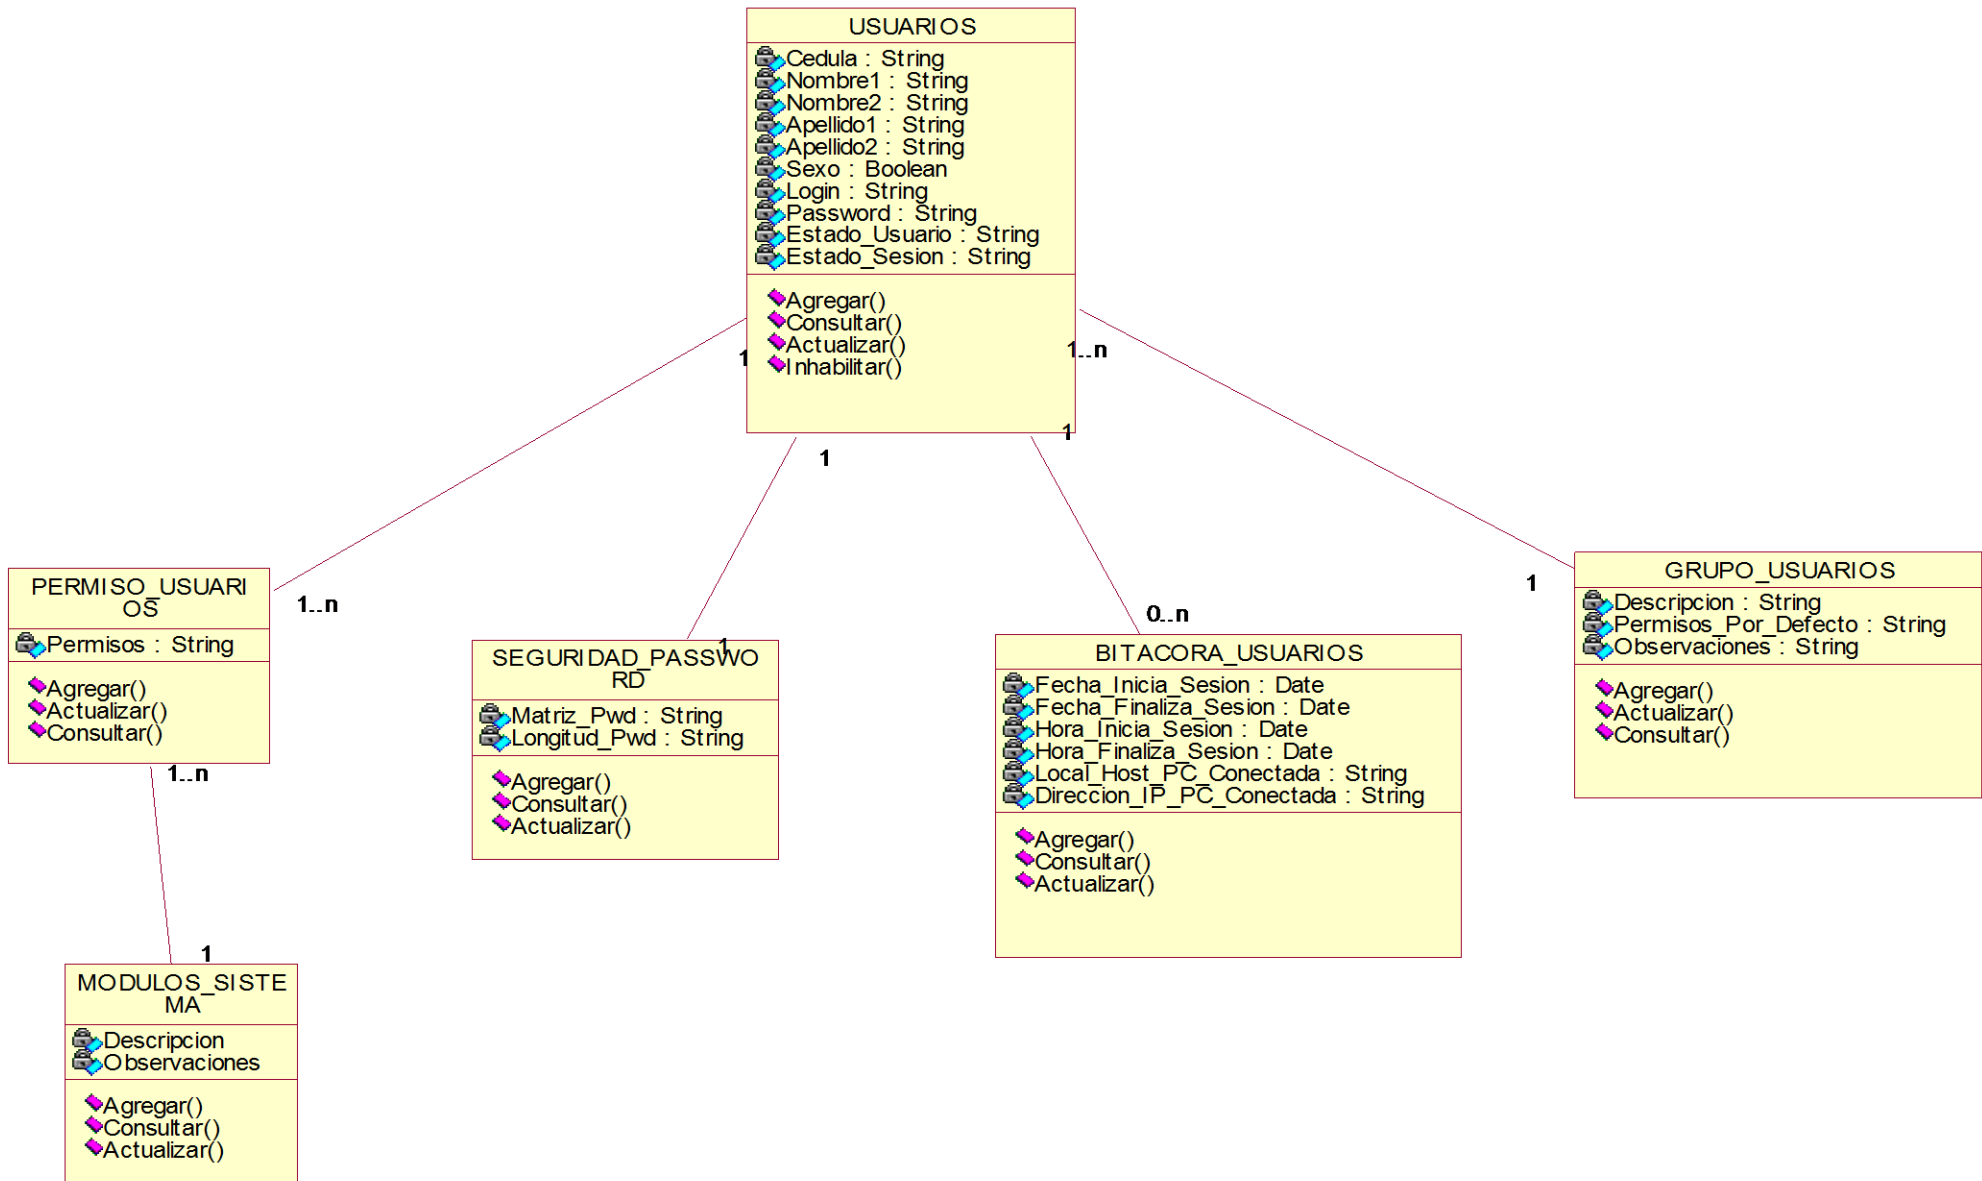 USUARIOS
Cedula : String
Nombre1 : String
Nombre2 : String
Apellido1 : String
Apellido2 : String
Sexo : Boolean
Login : String
Password : String
Estado_Usuario : String
Estado_Sesion : String
Agregar()
Consultar()
Actualizar()
Inhabilitar()
1
1..n
1
1
1..n
1
0..n
1
PERMISO_USUARI
OS
Permisos : String
Agregar()
Actualizar()
Consultar()
1..n
SEGURIDAD_PASSWO
RD
Matriz_Pwd : String
Longitud_Pwd : String
Agregar()
Consultar()
Actualizar()
BITACORA_USUARIOS
Fecha_Inicia_Sesion : Date
Fecha_Finaliza_Sesion : Date
Hora_Inicia_Sesion : Date
Hora_Finaliza_Sesion : Date
Local_Host_PC_Conectada : String
Direccion_IP_PC_Conectada : String
Agregar()
Consultar()
Actualizar()
GRUPO_USUARIOS
Descripcion : String
Permisos_Por_Defecto : String
Observaciones : String
Agregar()
Actualizar()
Consultar()
1
MODULOS_SISTE
MA
Descripcion
Observaciones
Agregar()
Consultar()
Actualizar()